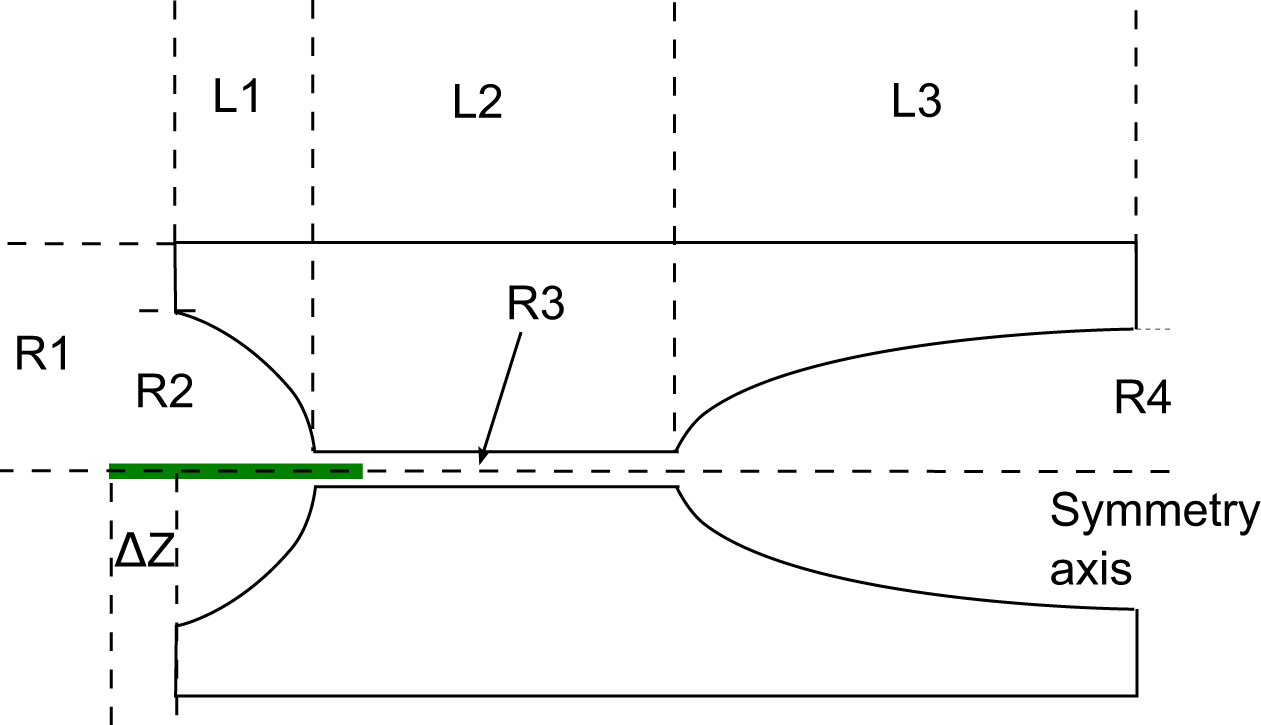 L1
L2
L3
R3
R1
R2
R4
ΔZ
Symmetry
axis